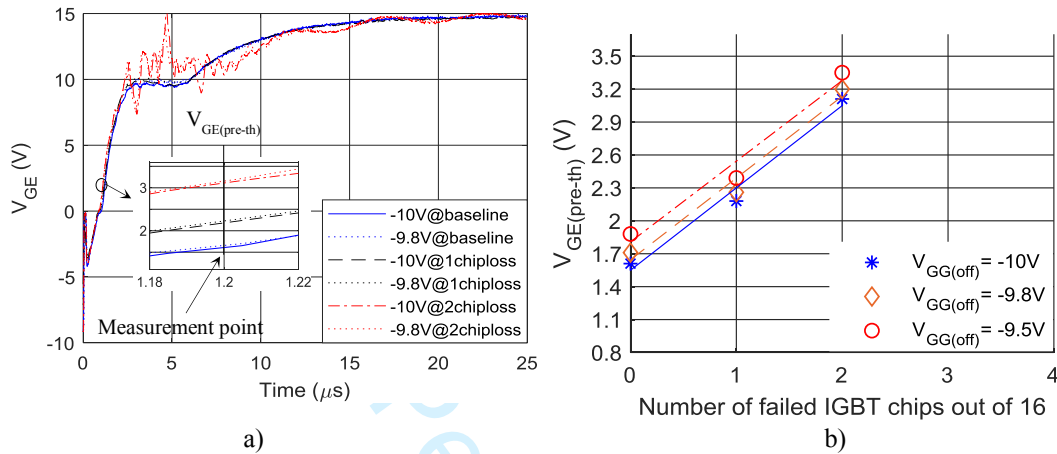 a)
15
10
5
0
-5
-10
V_GE (V)
0
5
10
15
20
25
Time (μs)
V_GE(pre-th)
3
2
1.18
1.2
1.22
Measurement point
-10V@baseline
-9.8V@baseline
-10V@1chiploss
-9.8V@1chiploss
-10V@2chiploss
-9.8V@2chiploss
a)
b)
3.5
3.2
2.9
2.6
2.3
2
1.7
1.4
1.1
0.8
V_GE(pre-th) (V)
0
1
2
3
4
Number of failed IGBT chips out of 16
V_GG(off) = -10V
V_GG(off) = -9.8V
V_GG(off) = -9.5V
b)